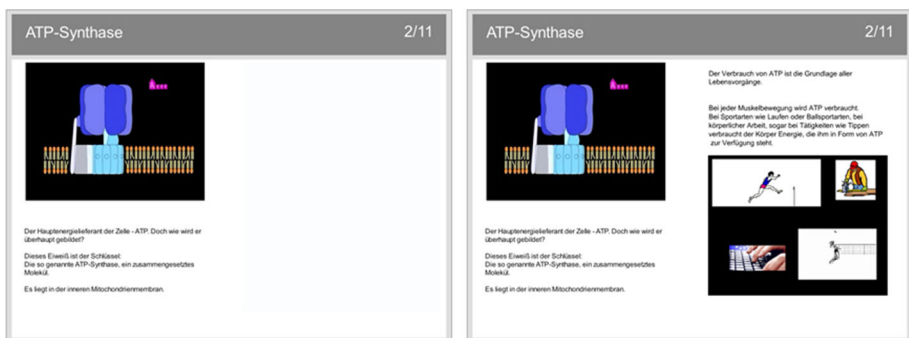 ATP-Synthase 2/11
Der Hauptenergielieferant der Zelle - ATP. Doch wie wird er
überhaupt gebildet?
Dieses Eiweiß ist der Schlüssel:
Die so genannte ATP-Synthase, ein zusammengesetztes
Molekül.
Es liegt in der inneren Mitochondrienmembran.
ATP-Synthase 2/11
Der Hauptenergielieferant der Zelle - ATP. Doch wie wird er
überhaupt gebildet?
Dieses Eiweiß ist der Schlüssel:
Die so genannte ATP-Synthase, ein zusammengesetztes
Molekül.
Es liegt in der inneren Mitochondrienmembran.
Der Verbrauch von ATP ist die Grundlage aller
Lebensvorgänge.
Bei jeder Muskelbewegung wird ATP verbraucht.
Bei Sportarten wie Laufen oder Ballsportarten, bei
körperlicher Arbeit, sogar bei Tätigkeiten wie Tippen
verbraucht der Körper Energie, die ihm in Form von ATP
zur Verfügung steht.